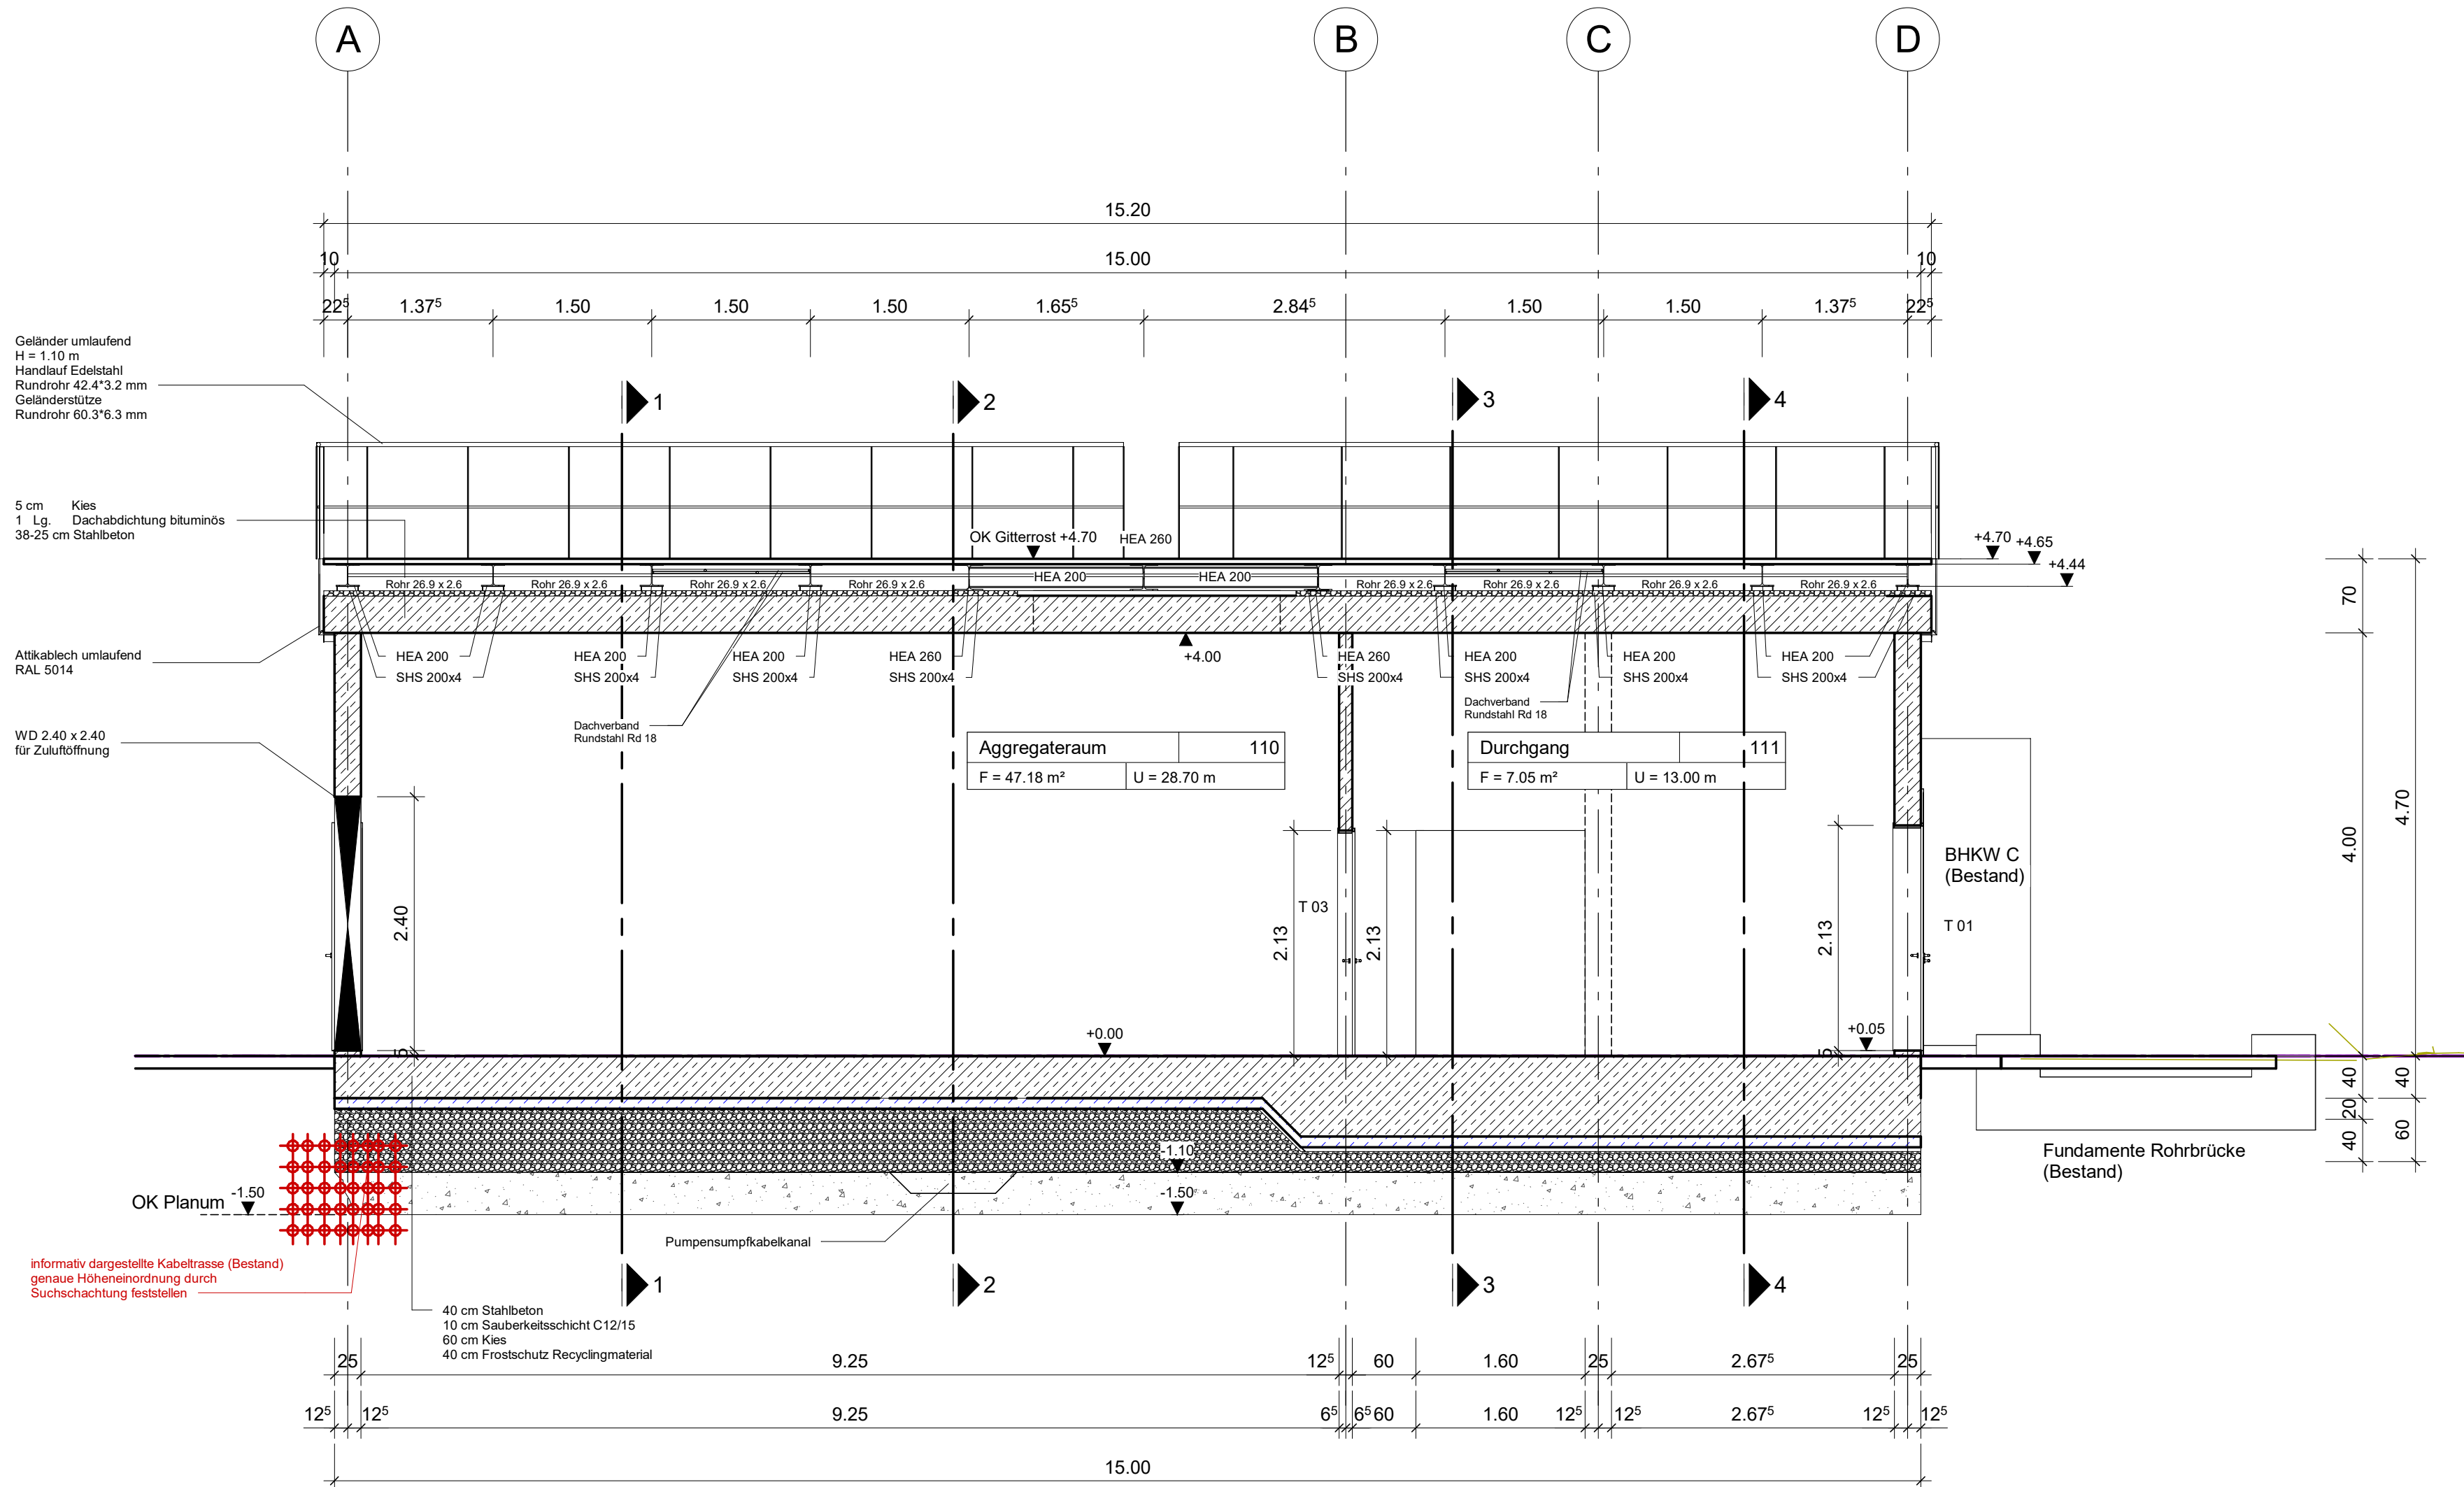 A B C D
15.20
10 15.00 10
22⁵ 1.37⁵ 1.50 1.50 1.50 1.65⁵ 2.84⁵ 1.50 1.50 1.37⁵ 22⁵
Geländer umlaufend
H = 1.10 m
Handlauf Edelstahl
Rundrohr 42.4*3.2 mm
Geländerstütze
Rundrohr 60.3*6.3 mm
1 2 3 4
5 cm Kies
1 Lg. Dachabdichtung bituminös
38-25 cm Stahlbeton
OK Gitterrost +4.70 HEA 260
+4.70 +4.65
+4.44
Rohr 26.9 x 2.6 Rohr 26.9 x 2.6 Rohr 26.9 x 2.6 Rohr 26.9 x 2.6 HEA 200 HEA 200 Rohr 26.9 x 2.6 Rohr 26.9 x 2.6 Rohr 26.9 x 2.6 Rohr 26.9 x 2.6
70
Attikablech umlaufend
RAL 5014
HEA 200 HEA 200 HEA 200 HEA 260 +4.00 HEA 260 HEA 200 HEA 200 HEA 200
SHS 200x4 SHS 200x4 SHS 200x4 SHS 200x4 SHS 200x4 SHS 200x4 SHS 200x4 SHS 200x4
Dachverband
Rundstahl Rd 18
Dachverband
Rundstahl Rd 18
WD 2.40 x 2.40
für Zuluftöffnung
Aggregateraum 110
F = 47.18 m² U = 28.70 m
Durchgang 111
F = 7.05 m² U = 13.00 m
4.00
4.70
BHKW C
(Bestand)
T 01
T 03
2.40
2.13
2.13
2.13
5
+0.00
5
+0.05
40
20
40
40
60
-1.10
-1.50
OK Planum -1.50
Fundamente Rohrbrücke
(Bestand)
Pumpensumpfkabelkanal
informativ dargestellte Kabeltrasse (Bestand)
genaue Höheneinordnung durch
Suchschachtung feststellen
1 2 3 4
40 cm Stahlbeton
10 cm Sauberkeitsschicht C12/15
60 cm Kies
40 cm Frostschutz Recyclingmaterial
25 9.25 12⁵ 60 1.60 25 2.67⁵ 25
12⁵ 12⁵ 9.25 6⁵ 6⁵ 60 1.60 12⁵ 12⁵ 2.67⁵ 12⁵ 12⁵
15.00